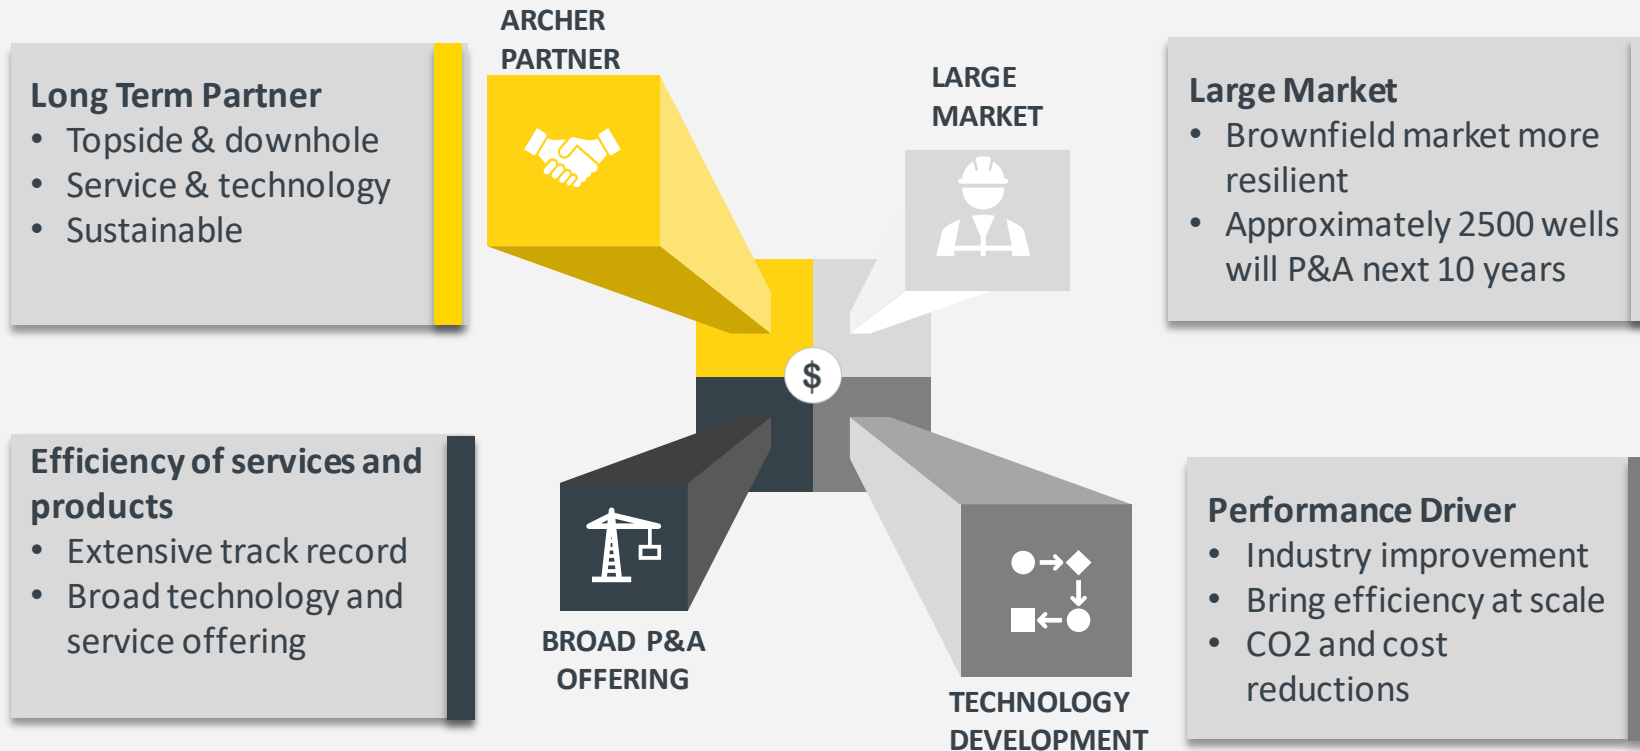 ARCHER
PARTNER
Long Term Partner
• Topside & downhole
• Service & technology
• Sustainable
LARGE
MARKET
Large Market
• Brownfield market more
resilient
• Approximately 2500 wells
will P&A next 10 years
$
Efficiency of services and
products
• Extensive track record
• Broad technology and
service offering
BROAD P&A
OFFERING
TECHNOLOGY
DEVELOPMENT
Performance Driver
• Industry improvement
• Bring efficiency at scale
• CO2 and cost
reductions